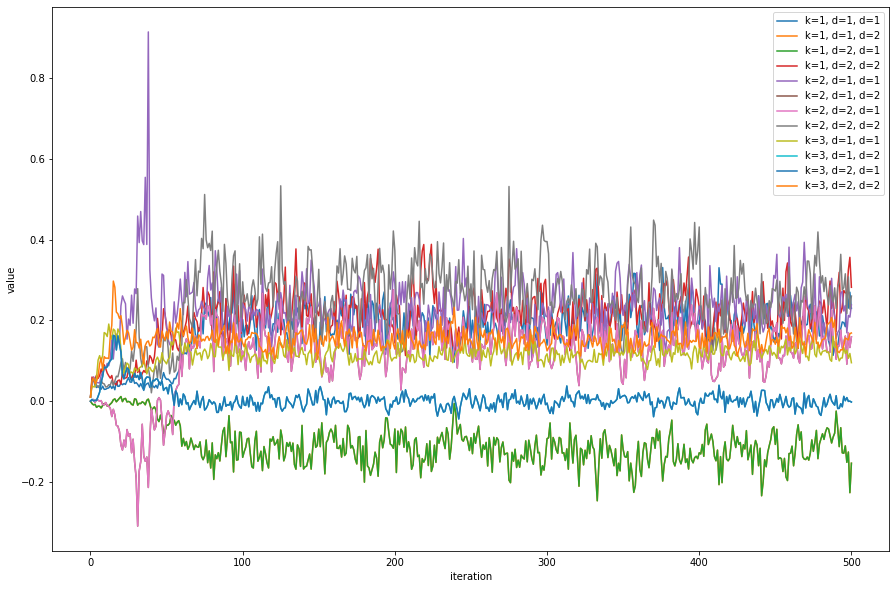 k=1, d=1, d=1
k=1, d=1, d=2
k=1, d=2, d=1
k=1, d=2, d=2
k=2, d=1, d=1
k=2, d=1, d=2
k=2, d=2, d=1
k=2, d=2, d=2
k=3, d=1, d=1
k=3, d=1, d=2
k=3, d=2, d=1
k=3, d=2, d=2
0.8
0.6
0.4
0.2
0.0
−0.2
value
0 100 200 300 400 500
iteration